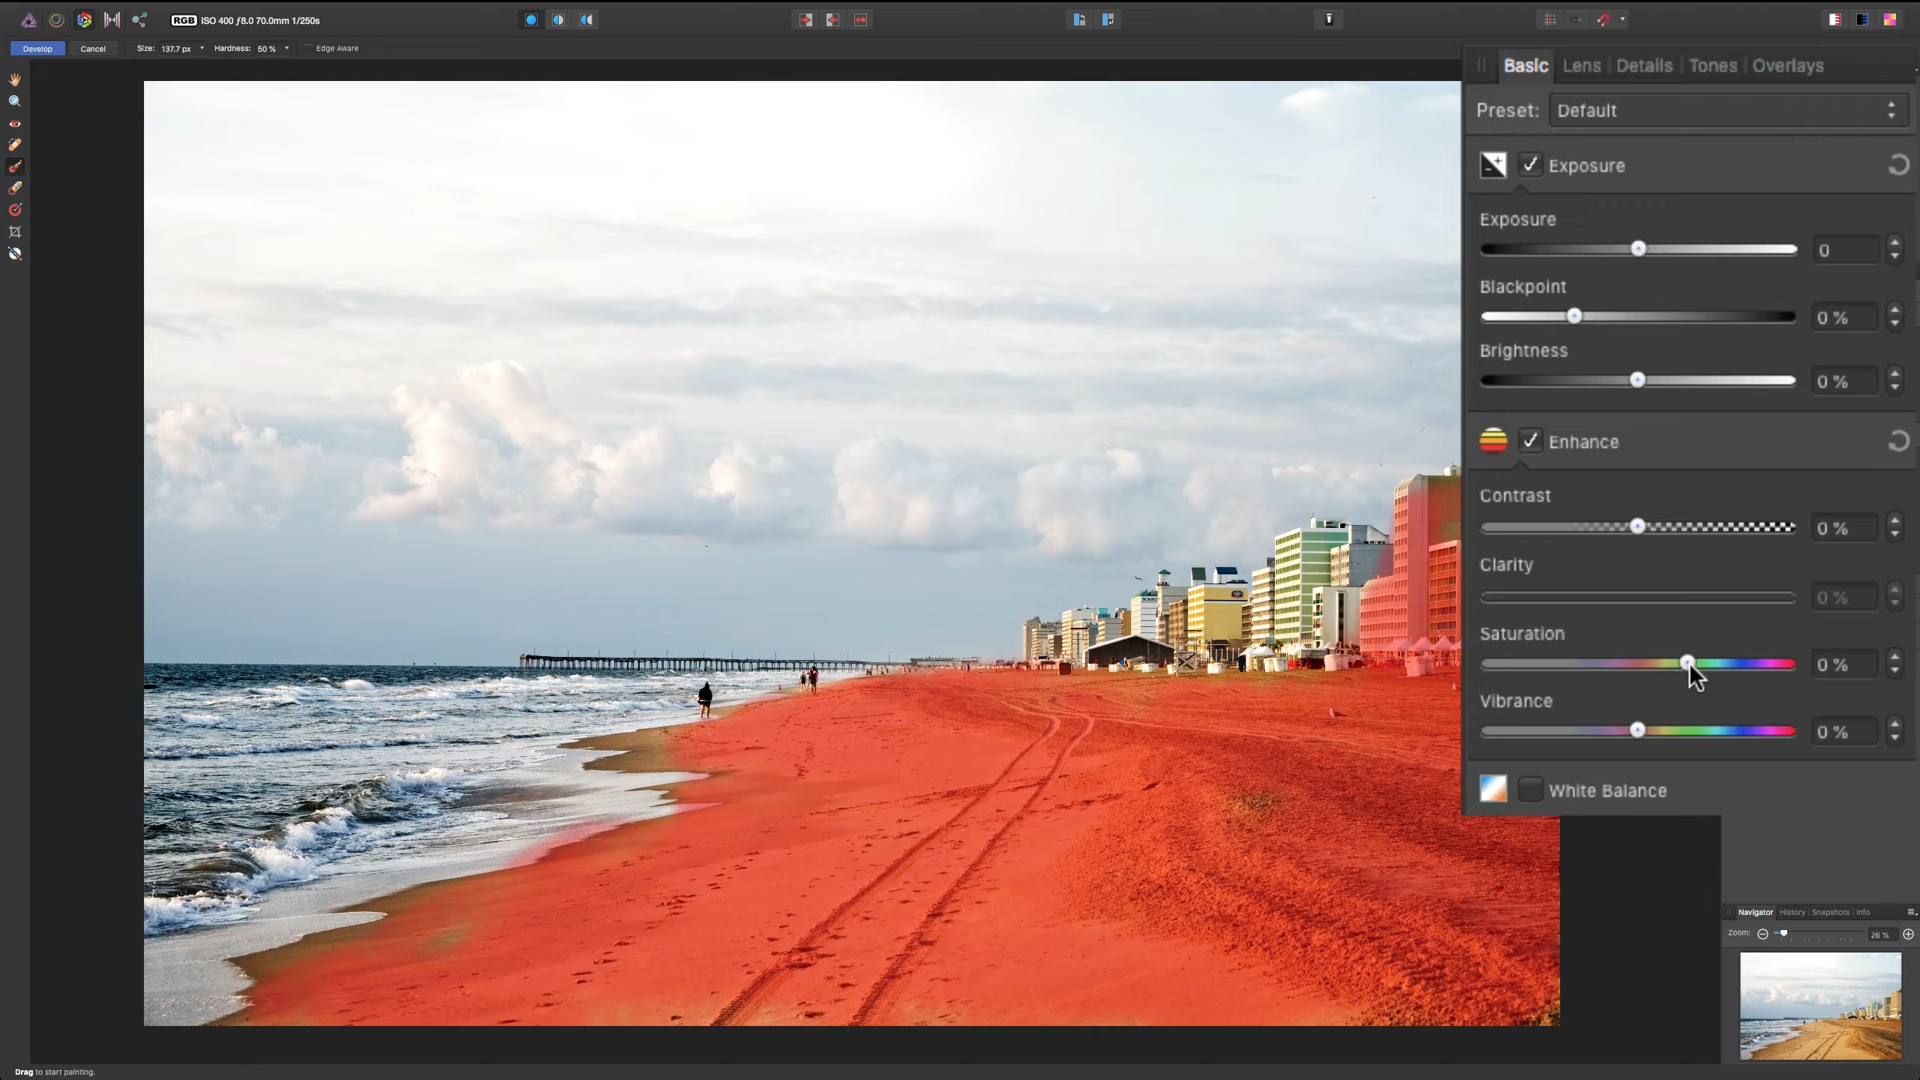 RGB ISO 400 ƒ8.0 70.0mm 1/250s
Develop Cancel Size: 137.7 px Hardness: 50 % Edge Aware
Basic Lens Details Tones Overlays
Preset: Default
Exposure
Exposure
0
Blackpoint
0 %
Brightness
0 %
Enhance
Contrast
0 %
Clarity
0 %
Saturation
0 %
Vibrance
0 %
White Balance
Navigator History Snapshots Info
Zoom: 26 %
Drag to start painting.